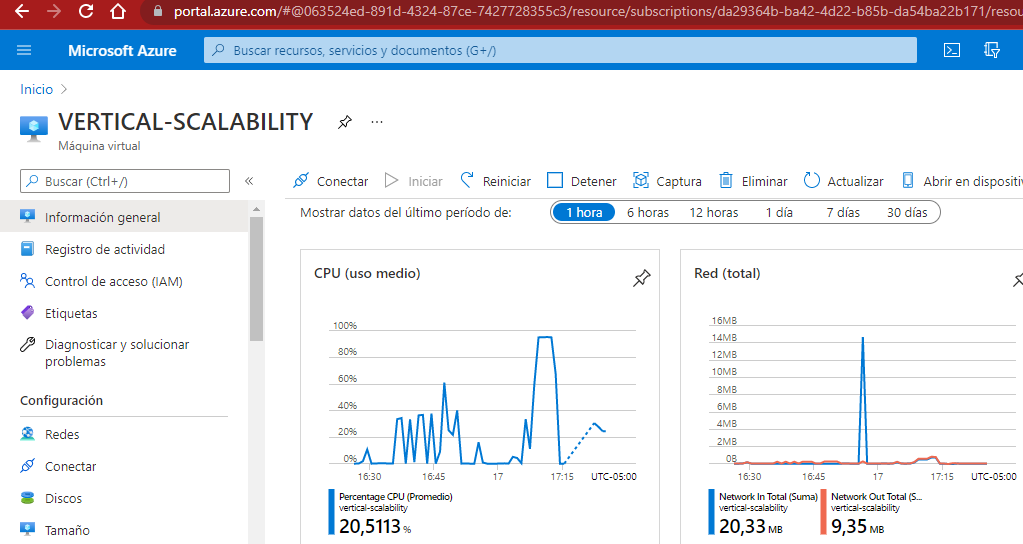 portal.azure.com/#@063524ed-891d-4324-87ce-7427728355c3/resource/subscriptions/da29364b-ba42-4d22-b85b-da54ba22b171/resou
Microsoft Azure
Buscar recursos, servicios y documentos (G+/)
Inicio
VERTICAL-SCALABILITY
Máquina virtual
Buscar (Ctrl+/)
Conectar Iniciar Reiniciar Detener Captura Eliminar Actualizar Abrir en dispositiv
Información general
Registro de actividad
Control de acceso (IAM)
Etiquetas
Diagnosticar y solucionar
problemas
Configuración
Redes
Conectar
Discos
Tamaño
Mostrar datos del último período de: 1 hora 6 horas 12 horas 1 día 7 días 30 días
CPU (uso medio)
100%
80%
60%
40%
20%
0%
16:30 16:45 17 17:15 UTC-05:00
Percentage CPU (Promedio)
vertical-scalability
20,5113 %
Red (total)
16MB
14MB
12MB
10MB
8MB
6MB
4MB
2MB
0B
16:30 16:45 17 17:15 UTC-05:00
Network In Total (Suma)
vertical-scalability
20,33 MB
Network Out Total (S...
vertical-scalability
9,35 MB